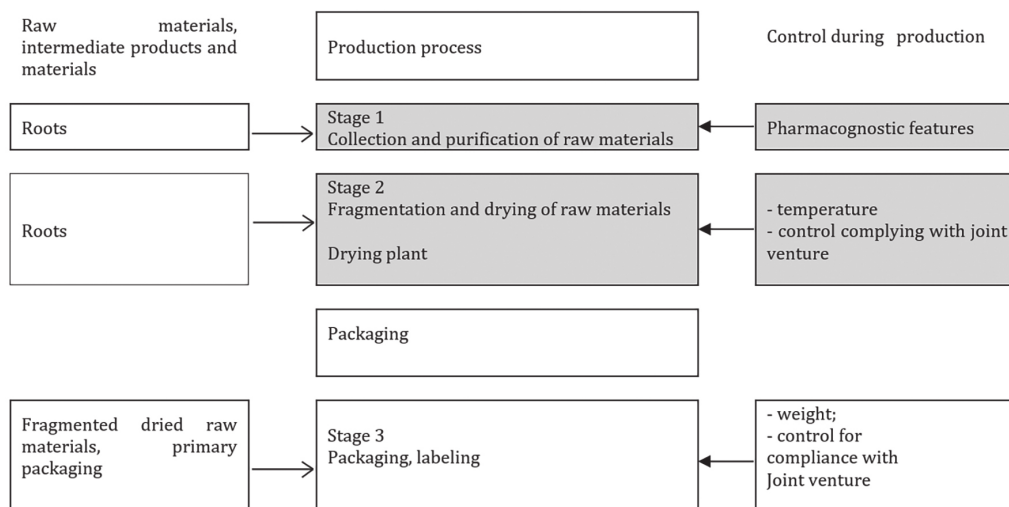 Raw materials,
intermediate products and
materials
Production process
Control during production
Roots
Stage 1
Collection and purification of raw materials
Pharmacognostic features
Roots
Stage 2
Fragmentation and drying of raw materials
Drying plant
- temperature
- control complying with joint
venture
Packaging
Fragmented dried raw
materials, primary
packaging
Stage 3
Packaging, labeling
- weight;
- control for
compliance with
Joint venture